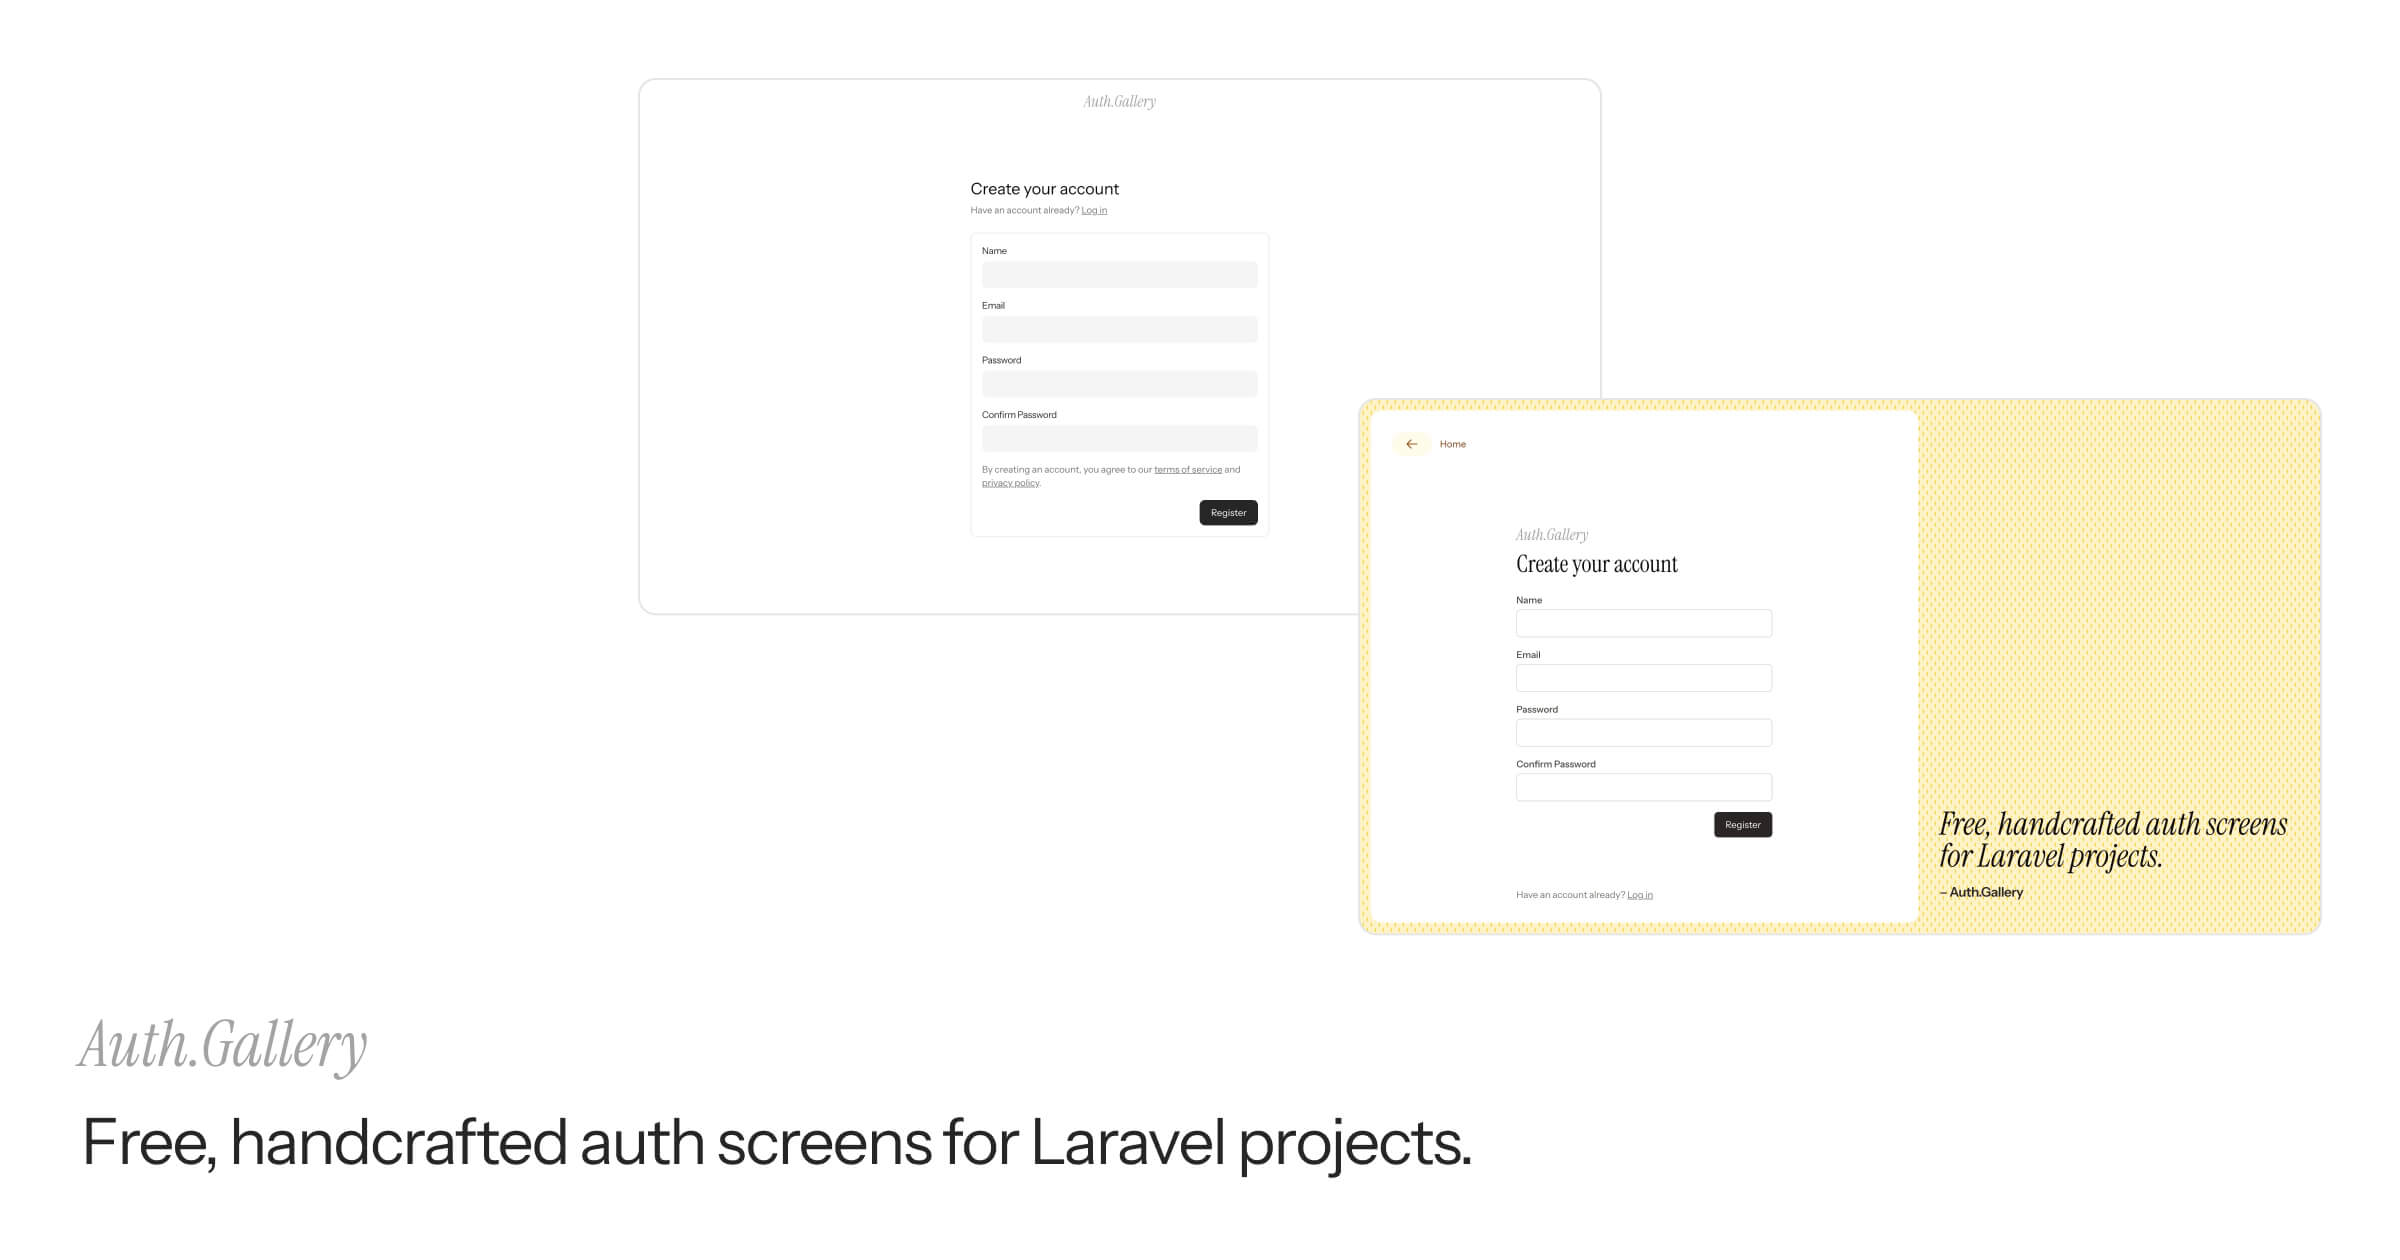 Auth.Gallery
Create your account
Have an account already? Log in
Name
Email
Password
Confirm Password
By creating an account, you agree to our terms of service and
privacy policy.
Register
Home
Auth.Gallery
Create your account
Name
Email
Password
Confirm Password
Register
Have an account already? Log in
Free, handcrafted auth screens
for Laravel projects.
– Auth.Gallery
Auth.Gallery
Free, handcrafted auth screens for Laravel projects.